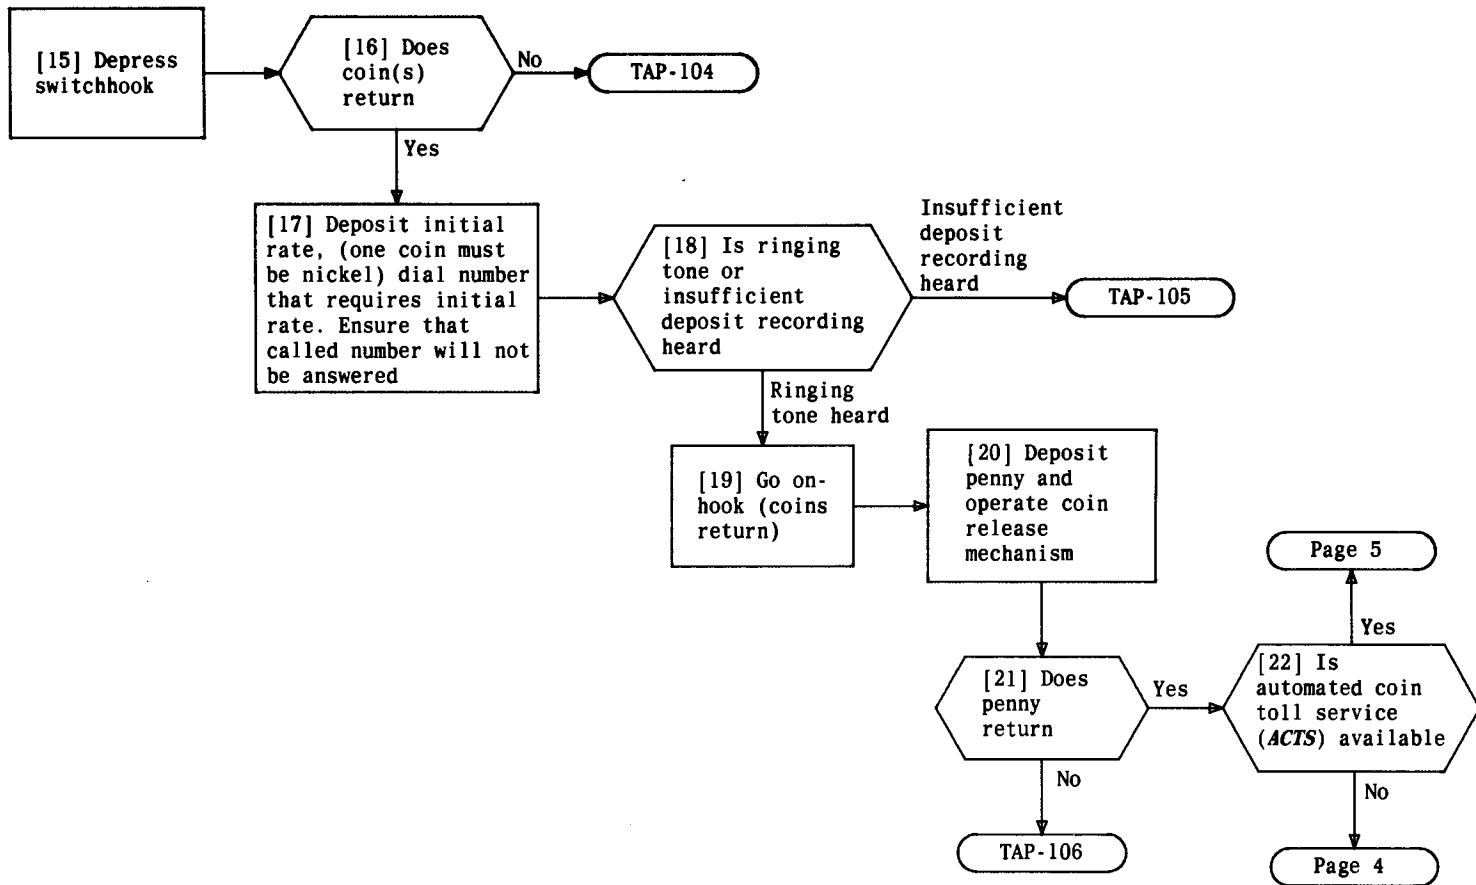 [15] Depress
switchhook
[16] Does
coin(s)
return
No
TAP-104
Yes
[17] Deposit initial
rate, (one coin must
be nickel) dial number
that requires initial
rate. Ensure that
called number will not
be answered
[18] Is ringing
tone or
insufficient
deposit recording
heard
Insufficient
deposit
recording
heard
TAP-105
Ringing
tone heard
[19] Go on-
hook (coins
return)
[20] Deposit
penny and
operate coin
release
mechanism
[21] Does
penny
return
Yes
No
TAP-106
[22] Is
automated coin
toll service
(ACTS) available
Yes
Page 5
No
Page 4